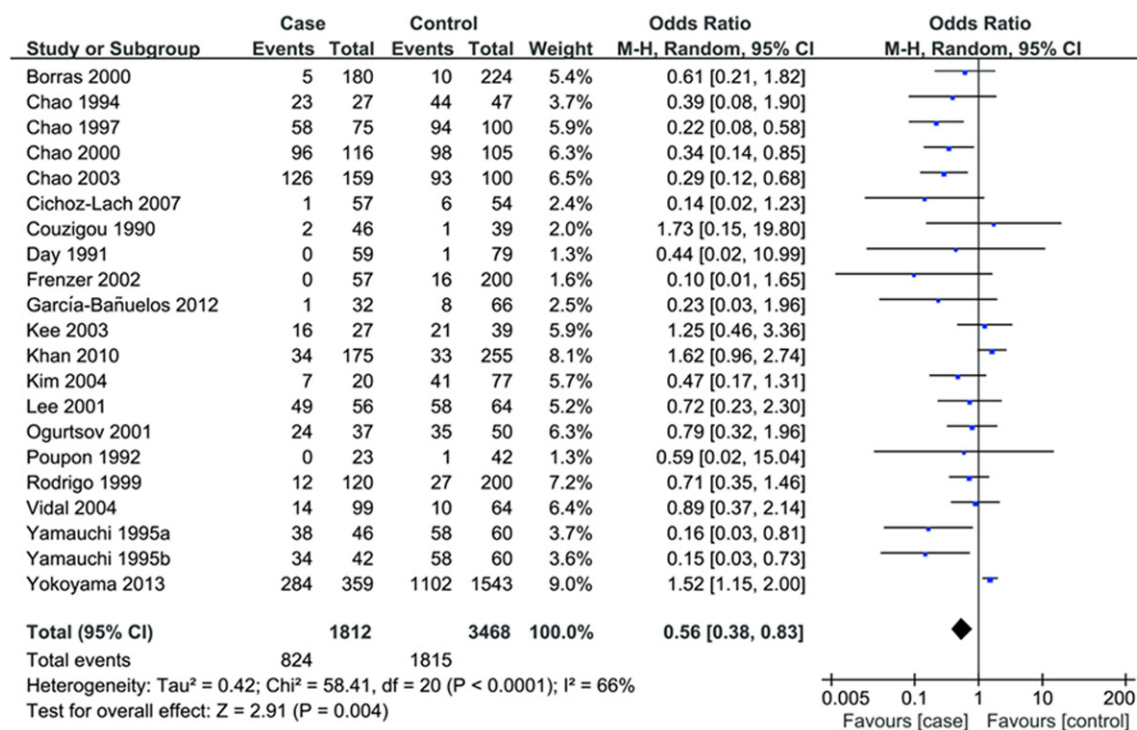 Case Control Odds Ratio Odds Ratio
Study or Subgroup Events Total Events Total Weight M-H, Random, 95% CI M-H, Random, 95% CI
Borras 2000 5 180 10 224 5.4% 0.61 [0.21, 1.82]
Chao 1994 23 27 44 47 3.7% 0.39 [0.08, 1.90]
Chao 1997 58 75 94 100 5.9% 0.22 [0.08, 0.58]
Chao 2000 96 116 98 105 6.3% 0.34 [0.14, 0.85]
Chao 2003 126 159 93 100 6.5% 0.29 [0.12, 0.68]
Cichoz-Lach 2007 1 57 6 54 2.4% 0.14 [0.02, 1.23]
Couzigou 1990 2 46 1 39 2.0% 1.73 [0.15, 19.80]
Day 1991 0 59 1 79 1.3% 0.44 [0.02, 10.99]
Frenzer 2002 0 57 16 200 1.6% 0.10 [0.01, 1.65]
García-Bañuelos 2012 1 32 8 66 2.5% 0.23 [0.03, 1.96]
Kee 2003 16 27 21 39 5.9% 1.25 [0.46, 3.36]
Khan 2010 34 175 33 255 8.1% 1.62 [0.96, 2.74]
Kim 2004 7 20 41 77 5.7% 0.47 [0.17, 1.31]
Lee 2001 49 56 58 64 5.2% 0.72 [0.23, 2.30]
Ogurtsov 2001 24 37 35 50 6.3% 0.79 [0.32, 1.96]
Poupon 1992 0 23 1 42 1.3% 0.59 [0.02, 15.04]
Rodrigo 1999 12 120 27 200 7.2% 0.71 [0.35, 1.46]
Vidal 2004 14 99 10 64 6.4% 0.89 [0.37, 2.14]
Yamauchi 1995a 38 46 58 60 3.7% 0.16 [0.03, 0.81]
Yamauchi 1995b 34 42 58 60 3.6% 0.15 [0.03, 0.73]
Yokoyama 2013 284 359 1102 1543 9.0% 1.52 [1.15, 2.00]
Total (95% CI) 1812 3468 100.0% 0.56 [0.38, 0.83]
Total events 824 1815
Heterogeneity: Tau² = 0.42; Chi² = 58.41, df = 20 (P < 0.0001); I² = 66%
Test for overall effect: Z = 2.91 (P = 0.004)
0.005 0.1 1 10 200
Favours [case] Favours [control]